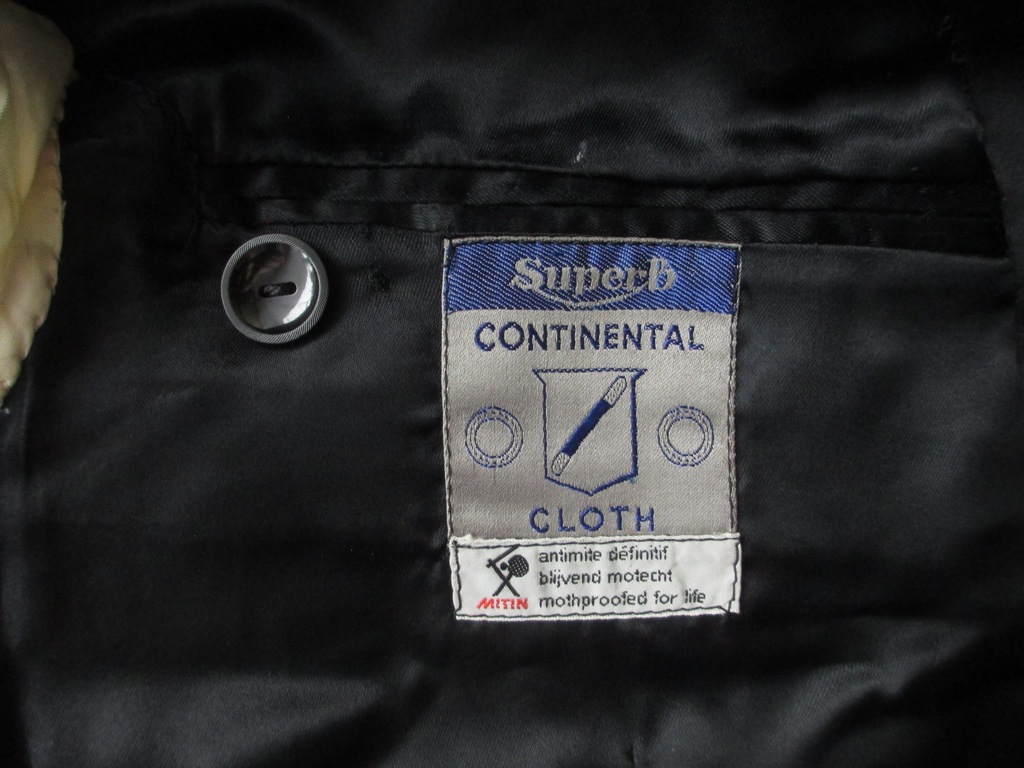 Superb
CONTINENTAL
CLOTH
antimite définitif
blijvend motecht
MITIN mothproofed for life